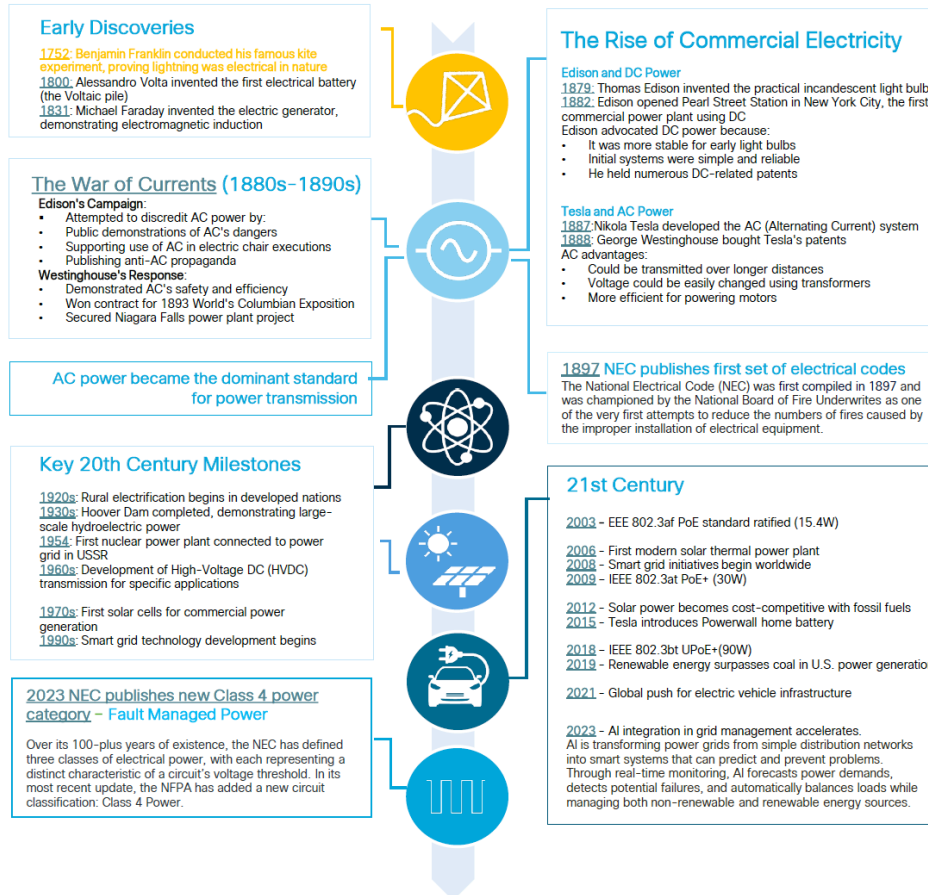 Early Discoveries
1752: Benjamin Franklin conducted his famous kite
experiment, proving lightning was electrical in nature
1800: Alessandro Volta invented the first electrical battery
(the Voltaic pile)
1831: Michael Faraday invented the electric generator,
demonstrating electromagnetic induction
The Rise of Commercial Electricity
Edison and DC Power
1879: Thomas Edison invented the practical incandescent light bulb
1882: Edison opened Pearl Street Station in New York City, the first
commercial power plant using DC
Edison advocated DC power because:
• It was more stable for early light bulbs
• Initial systems were simple and reliable
• He held numerous DC-related patents
Tesla and AC Power
1887:Nikola Tesla developed the AC (Alternating Current) system
1888: George Westinghouse bought Tesla's patents
AC advantages:
• Could be transmitted over longer distances
• Voltage could be easily changed using transformers
• More efficient for powering motors
The War of Currents (1880s-1890s)
Edison's Campaign:
▪ Attempted to discredit AC power by:
• Public demonstrations of AC's dangers
• Supporting use of AC in electric chair executions
• Publishing anti-AC propaganda
Westinghouse's Response:
• Demonstrated AC's safety and efficiency
• Won contract for 1893 World's Columbian Exposition
• Secured Niagara Falls power plant project
AC power became the dominant standard
for power transmission
1897 NEC publishes first set of electrical codes
The National Electrical Code (NEC) was first compiled in 1897 and
was championed by the National Board of Fire Underwrites as one
of the very first attempts to reduce the numbers of fires caused by
the improper installation of electrical equipment.
Key 20th Century Milestones
1920s: Rural electrification begins in developed nations
1930s: Hoover Dam completed, demonstrating large-
scale hydroelectric power
1954: First nuclear power plant connected to power
grid in USSR
1960s: Development of High-Voltage DC (HVDC)
transmission for specific applications
1970s: First solar cells for commercial power
generation
1990s: Smart grid technology development begins
21st Century
2003 – EEE 802.3af PoE standard ratified (15.4W)
2006 – First modern solar thermal power plant
2008 – Smart grid initiatives begin worldwide
2009 – IEEE 802.3at PoE+ (30W)
2012 – Solar power becomes cost-competitive with fossil fuels
2015 – Tesla introduces Powerwall home battery
2018 – IEEE 802.3bt UPoE+(90W)
2019 – Renewable energy surpasses coal in U.S. power generation
2021 – Global push for electric vehicle infrastructure
2023 – AI integration in grid management accelerates.
AI is transforming power grids from simple distribution networks
into smart systems that can predict and prevent problems.
Through real-time monitoring, AI forecasts power demands,
detects potential failures, and automatically balances loads while
managing both non-renewable and renewable energy sources.
2023 NEC publishes new Class 4 power
category – Fault Managed Power
Over its 100-plus years of existence, the NEC has defined
three classes of electrical power, with each representing a
distinct characteristic of a circuit's voltage threshold. In its
most recent update, the NFPA has added a new circuit
classification: Class 4 Power.